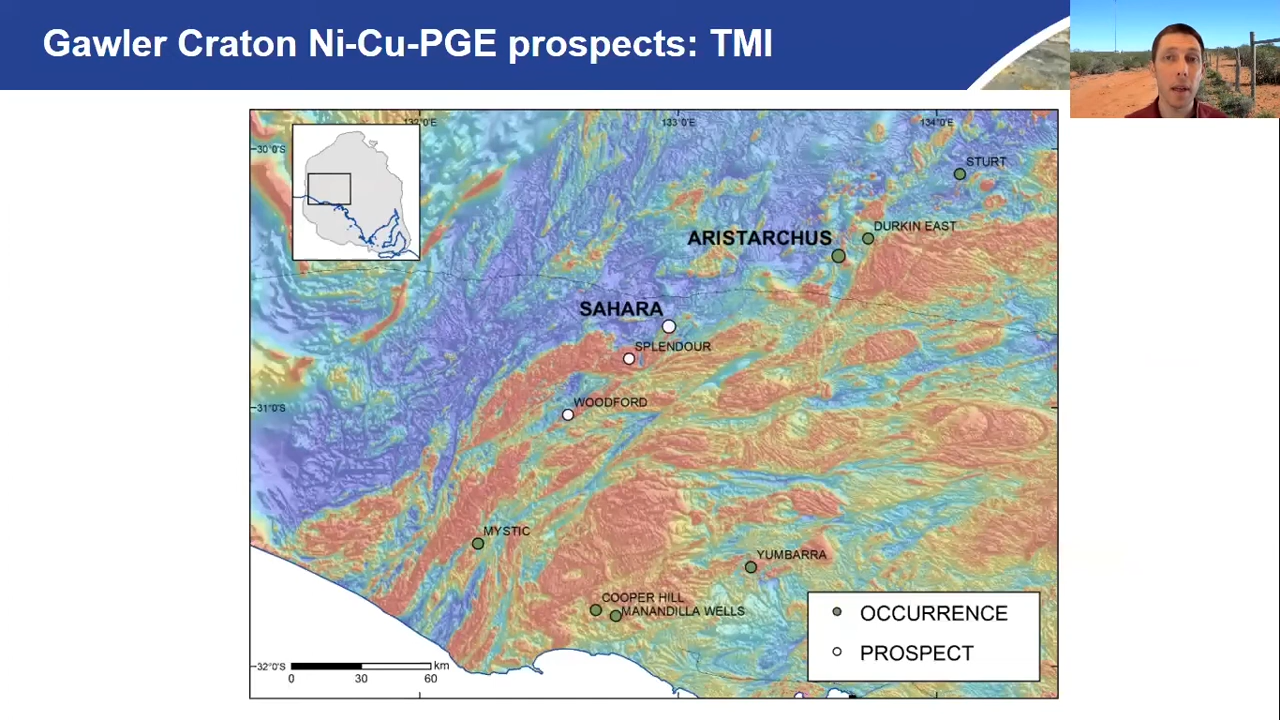 Gawler Craton Ni-Cu-PGE prospects: TMI
132°0'E
133°0'E
134°0'E
30°0'S
STURT
DURKIN EAST
ARISTARCHUS
SAHARA
SPLENDOUR
31°0'S
WOODFORD
MYSTIC
YUMBARRA
COOPER HILL
MANANDILLA WELLS
OCCURRENCE
PROSPECT
32°0'S
km
0 30 60